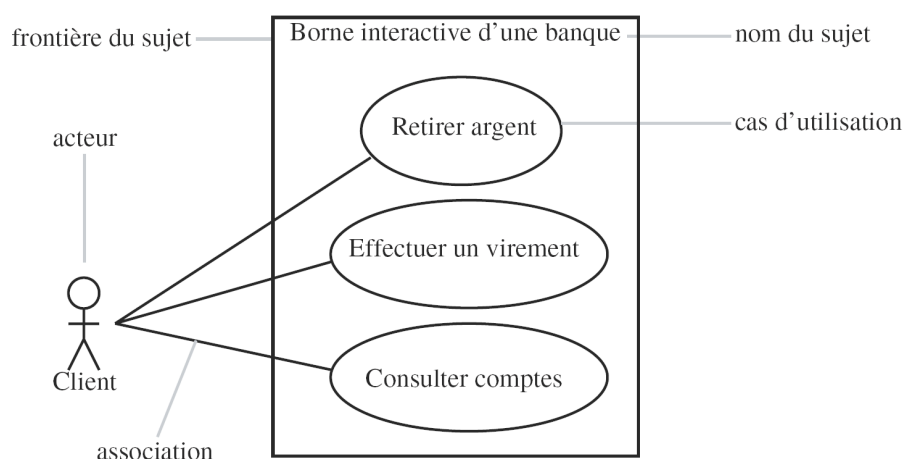 frontière du sujet
Borne interactive d'une banque
nom du sujet
Retirer argent
cas d'utilisation
acteur
Effectuer un virement
Client
Consulter comptes
association